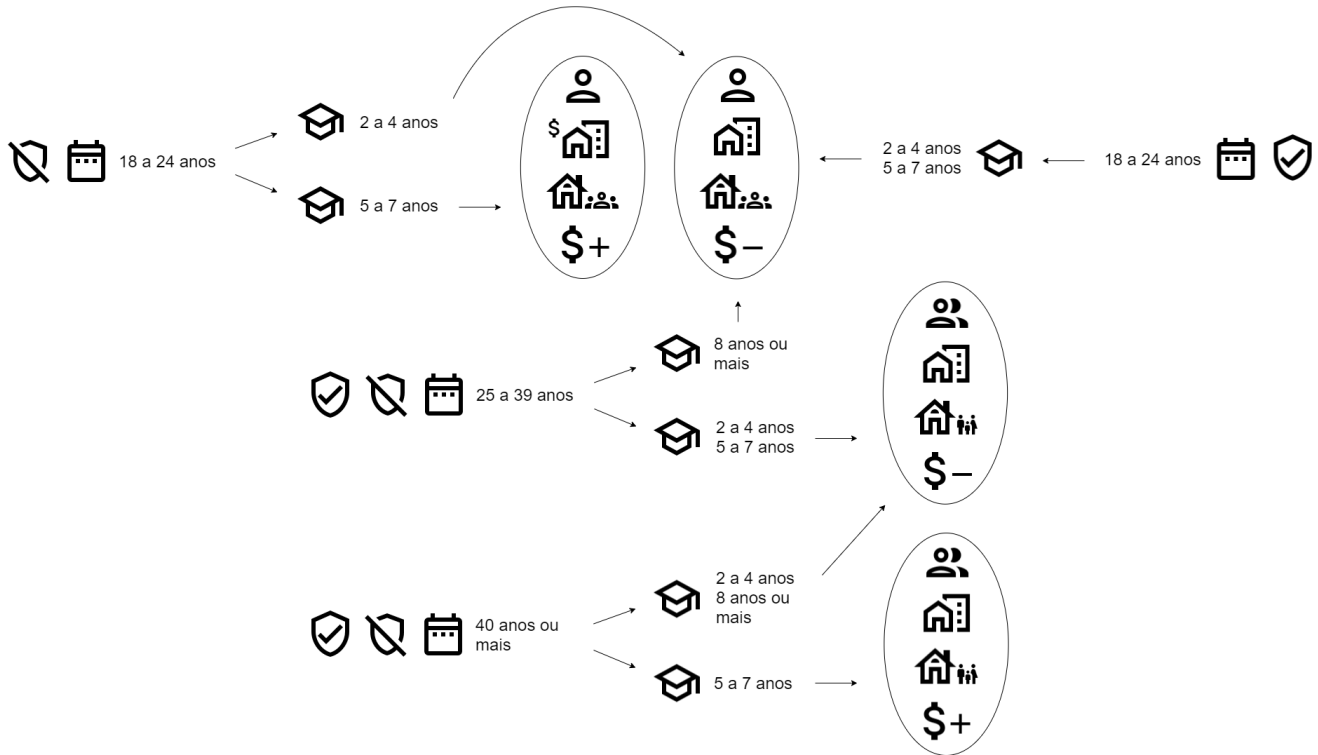 2 a 4 anos
18 a 24 anos
5 a 7 anos
$
$+
$–
2 a 4 anos
5 a 7 anos
18 a 24 anos
25 a 39 anos
8 anos ou
mais
2 a 4 anos
5 a 7 anos
$–
40 anos ou
mais
2 a 4 anos
8 anos ou
mais
5 a 7 anos
$+